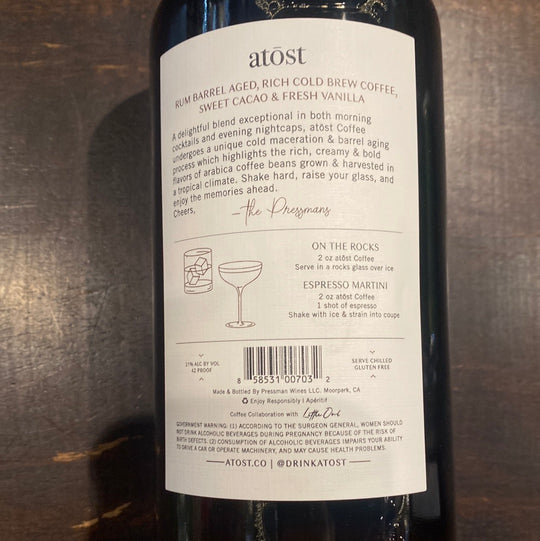 atōst
RUM BARREL AGED, RICH COLD BREW COFFEE,
SWEET CACAO & FRESH VANILLA
A delightful blend exceptional in both morning
cocktails and evening nightcaps, atōst Coffee
undergoes a unique cold maceration & barrel aging
process which highlights the rich, creamy & bold
flavors of arabica coffee beans grown & harvested in
a tropical climate. Shake hard, raise your glass, and
enjoy the memories ahead.
Cheers,
—the Pressmans
ON THE ROCKS
2 oz atōst Coffee
Serve in a rocks glass over ice
ESPRESSO MARTINI
2 oz atōst Coffee
1 shot of espresso
Shake with ice & strain into coupe
21% ALC BY VOL
42 PROOF
8 58531 00703 2
SERVE CHILLED
GLUTEN FREE
Made & Bottled By Pressman Wines LLC. Moorpark, CA
Enjoy Responsibly | Apéritif
Coffee Collaboration with Little Owl
GOVERNMENT WARNING: (1) ACCORDING TO THE SURGEON GENERAL, WOMEN SHOULD
NOT DRINK ALCOHOLIC BEVERAGES DURING PREGNANCY BECAUSE OF THE RISK OF
BIRTH DEFECTS. (2) CONSUMPTION OF ALCOHOLIC BEVERAGES IMPAIRS YOUR ABILITY
TO DRIVE A CAR OR OPERATE MACHINERY, AND MAY CAUSE HEALTH PROBLEMS.
ATOST.CO | @DRINKATOST